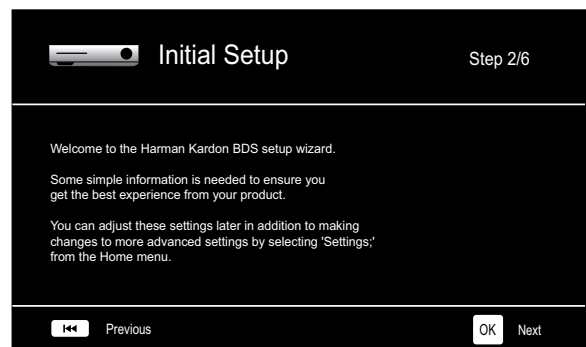 Initial Setup
Step 2/6
Welcome to the Harman Kardon BDS setup wizard.
Some simple information is needed to ensure you
get the best experience from your product.
You can adjust these settings later in addition to making
changes to more advanced settings by selecting 'Settings;'
from the Home menu.
Previous
OK Next